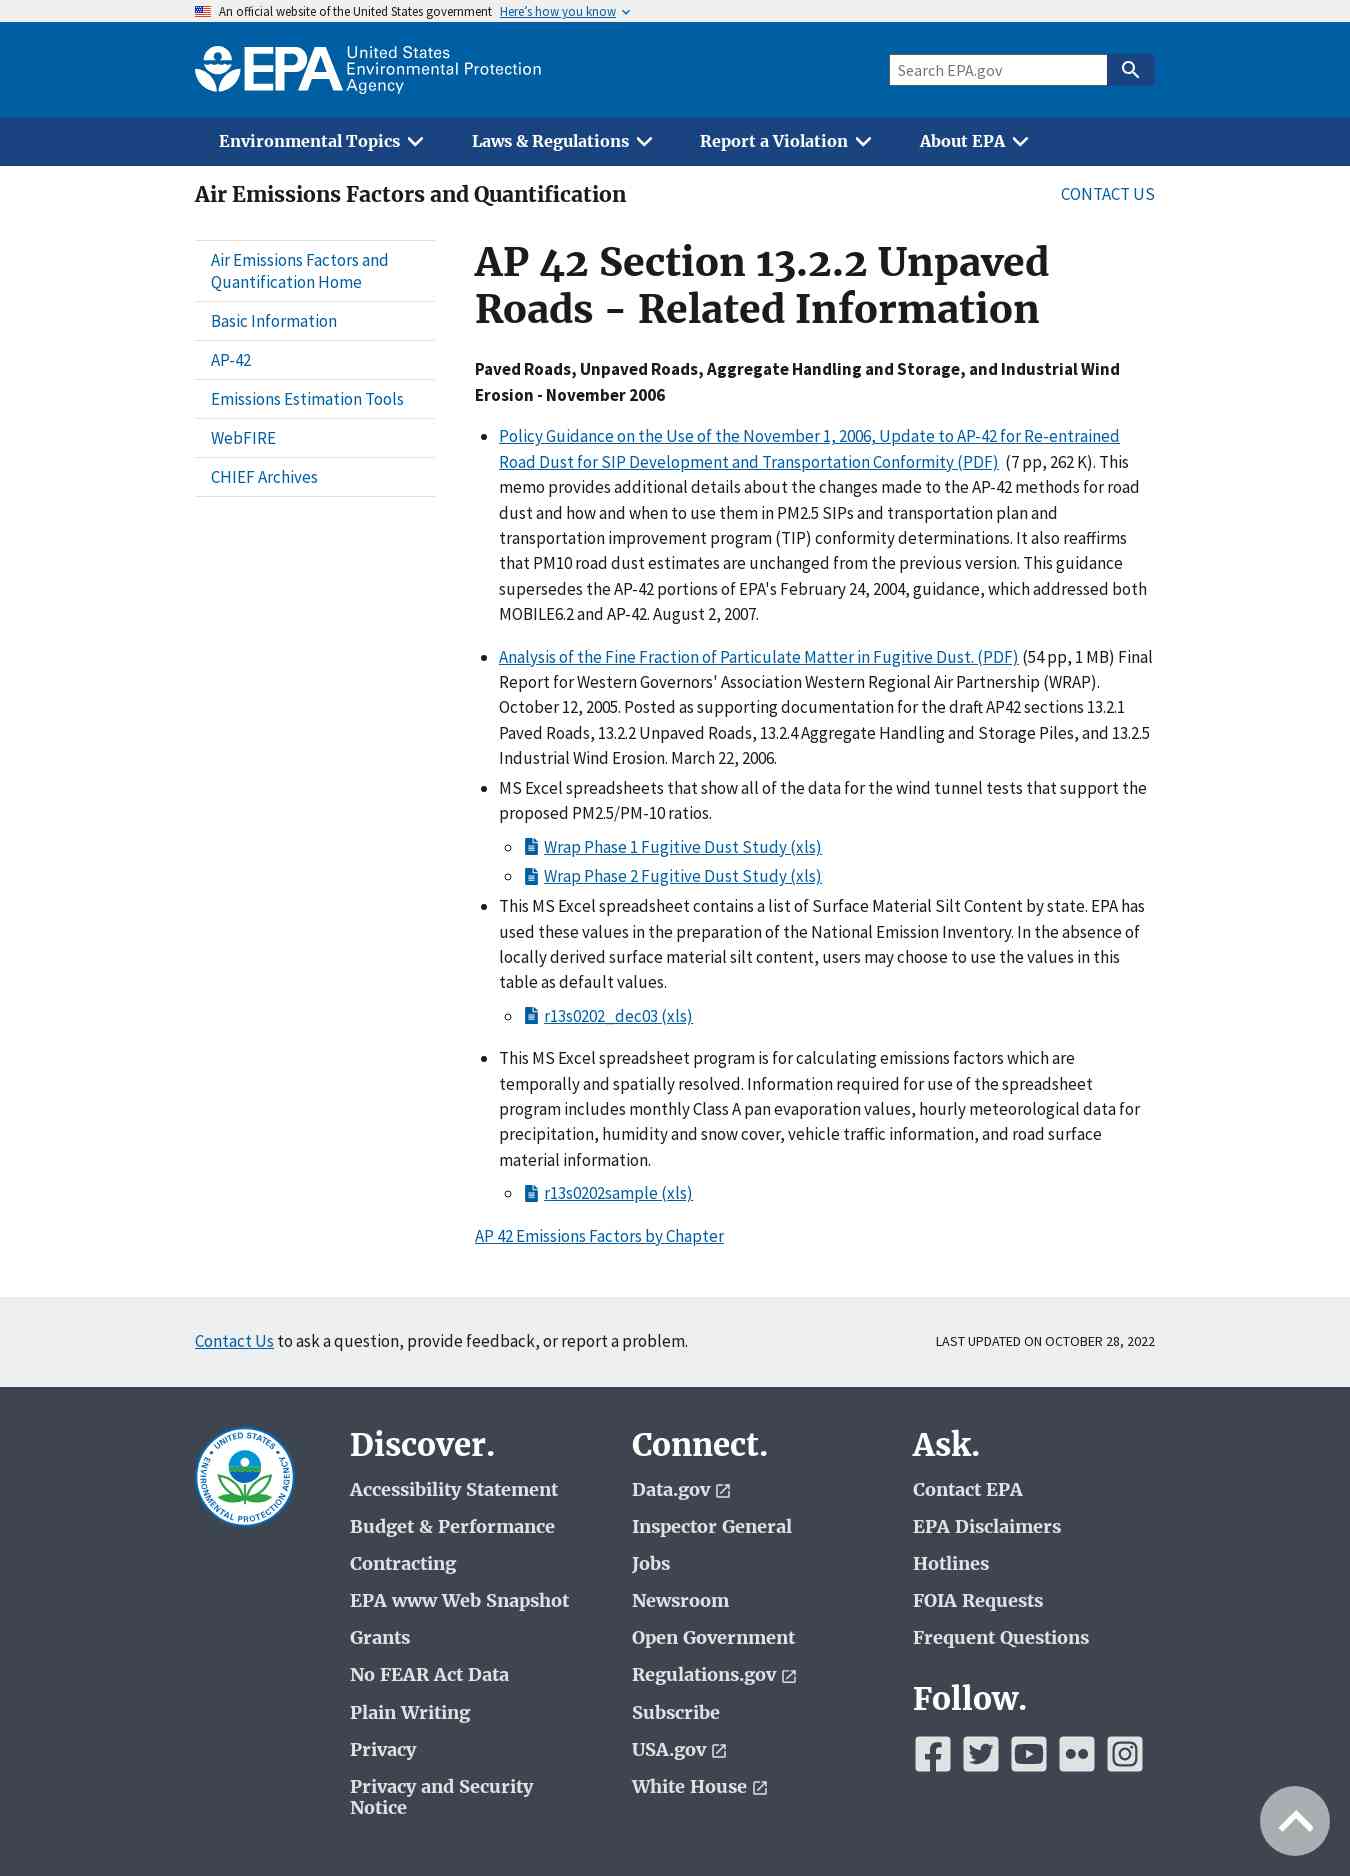 An official website of the United States government Here’s how you know
EPA United States
Environmental Protection
Agency
Search EPA.gov
Environmental Topics
Laws & Regulations
Report a Violation
About EPA
Air Emissions Factors and Quantification
CONTACT US
Air Emissions Factors and
Quantification Home
Basic Information
AP-42
Emissions Estimation Tools
WebFIRE
CHIEF Archives
AP 42 Section 13.2.2 Unpaved
Roads - Related Information
Paved Roads, Unpaved Roads, Aggregate Handling and Storage, and Industrial Wind
Erosion - November 2006
Policy Guidance on the Use of the November 1, 2006, Update to AP-42 for Re-entrained
Road Dust for SIP Development and Transportation Conformity (PDF) (7 pp, 262 K). This
memo provides additional details about the changes made to the AP-42 methods for road
dust and how and when to use them in PM2.5 SIPs and transportation plan and
transportation improvement program (TIP) conformity determinations. It also reaffirms
that PM10 road dust estimates are unchanged from the previous version. This guidance
supersedes the AP-42 portions of EPA's February 24, 2004, guidance, which addressed both
MOBILE6.2 and AP-42. August 2, 2007.
Analysis of the Fine Fraction of Particulate Matter in Fugitive Dust. (PDF) (54 pp, 1 MB) Final
Report for Western Governors' Association Western Regional Air Partnership (WRAP).
October 12, 2005. Posted as supporting documentation for the draft AP42 sections 13.2.1
Paved Roads, 13.2.2 Unpaved Roads, 13.2.4 Aggregate Handling and Storage Piles, and 13.2.5
Industrial Wind Erosion. March 22, 2006.
MS Excel spreadsheets that show all of the data for the wind tunnel tests that support the
proposed PM2.5/PM-10 ratios.
Wrap Phase 1 Fugitive Dust Study (xls)
Wrap Phase 2 Fugitive Dust Study (xls)
This MS Excel spreadsheet contains a list of Surface Material Silt Content by state. EPA has
used these values in the preparation of the National Emission Inventory. In the absence of
locally derived surface material silt content, users may choose to use the values in this
table as default values.
r13s0202_dec03 (xls)
This MS Excel spreadsheet program is for calculating emissions factors which are
temporally and spatially resolved. Information required for use of the spreadsheet
program includes monthly Class A pan evaporation values, hourly meteorological data for
precipitation, humidity and snow cover, vehicle traffic information, and road surface
material information.
r13s0202sample (xls)
AP 42 Emissions Factors by Chapter
Contact Us to ask a question, provide feedback, or report a problem.
LAST UPDATED ON OCTOBER 28, 2022
UNITED STATES
ENVIRONMENTAL PROTECTION AGENCY
Discover.
Accessibility Statement
Budget & Performance
Contracting
EPA www Web Snapshot
Grants
No FEAR Act Data
Plain Writing
Privacy
Privacy and Security
Notice
Connect.
Data.gov
Inspector General
Jobs
Newsroom
Open Government
Regulations.gov
Subscribe
USA.gov
White House
Ask.
Contact EPA
EPA Disclaimers
Hotlines
FOIA Requests
Frequent Questions
Follow.